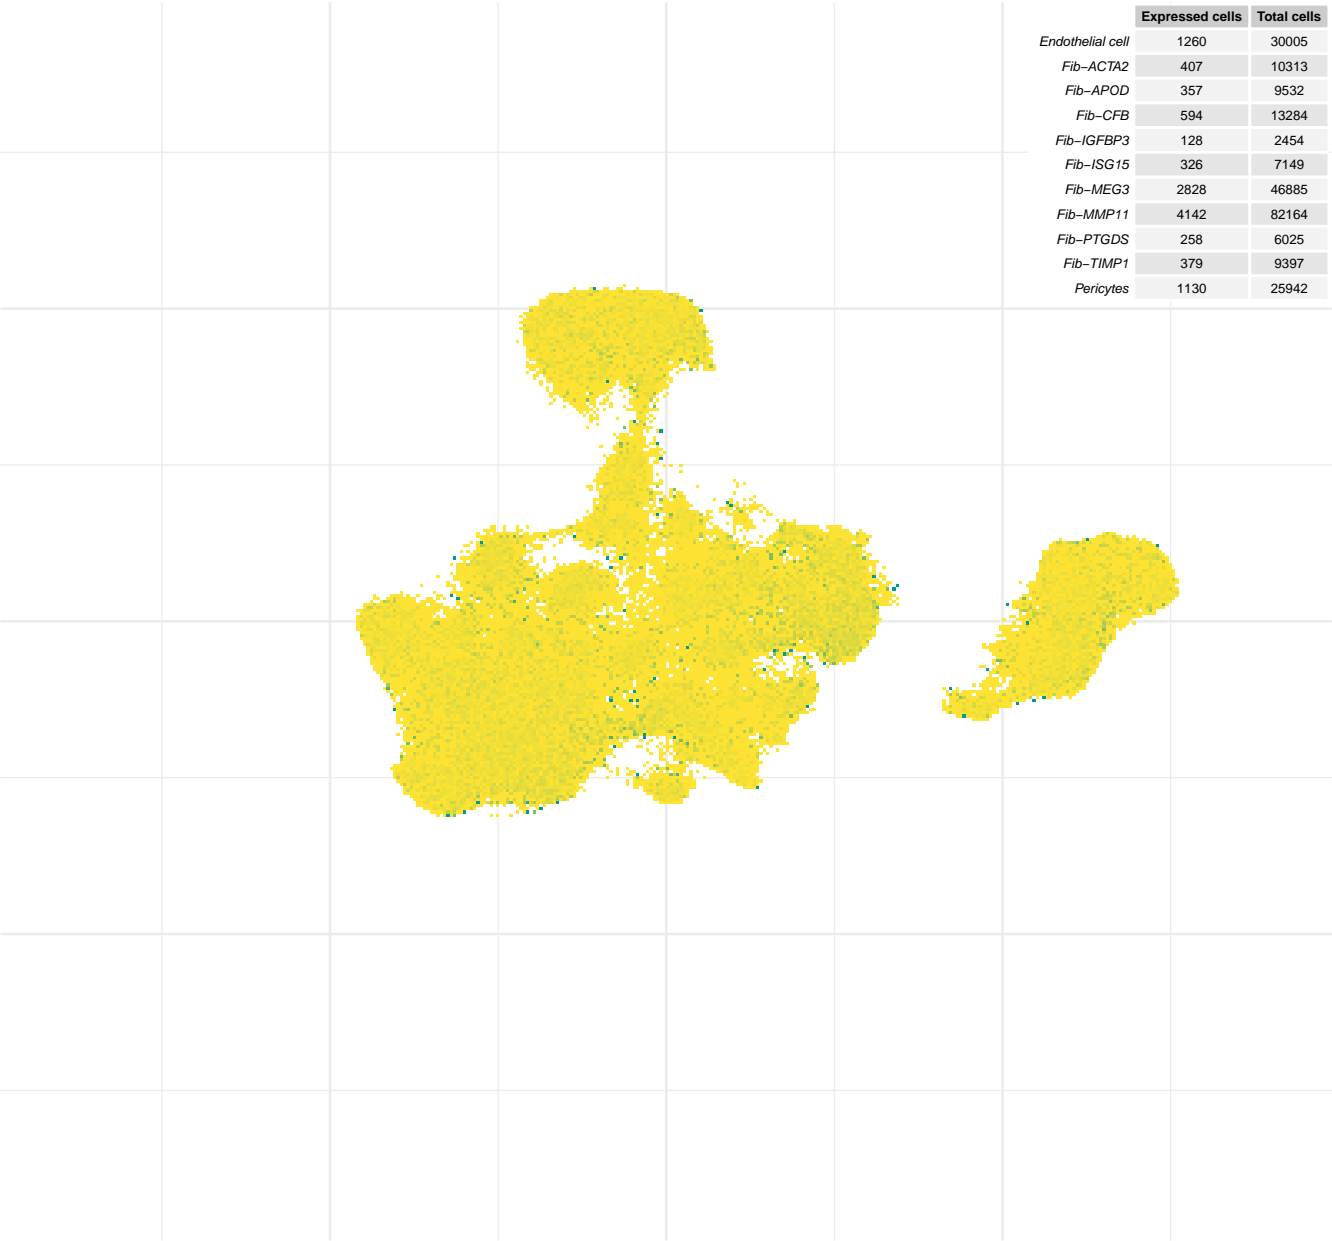 Expressed cells Total cells
Endothelial cell 1260 30005
Fib−ACTA2 407 10313
Fib−APOD 357 9532
Fib−CFB 594 13284
Fib−IGFBP3 128 2454
Fib−ISG15 326 7149
Fib−MEG3 2828 46885
Fib−MMP11 4142 82164
Fib−PTGDS 258 6025
Fib−TIMP1 379 9397
Pericytes 1130 25942